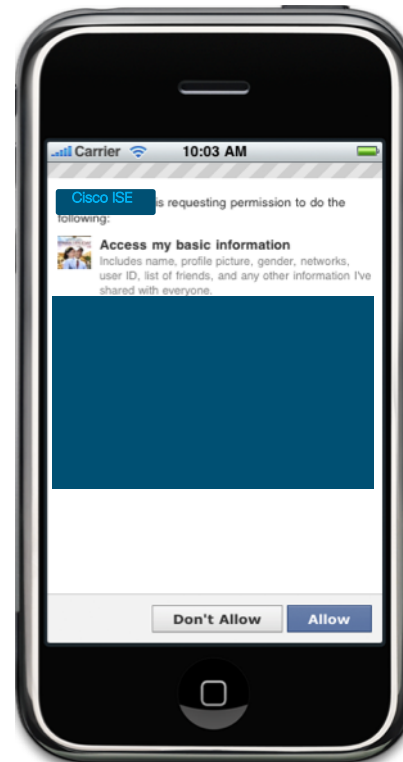 Carrier 10:03 AM
Cisco ISE is requesting permission to do the
following:
Access my basic information
Includes name, profile picture, gender, networks,
user ID, list of friends, and any other information I've
shared with everyone.
Don't Allow Allow